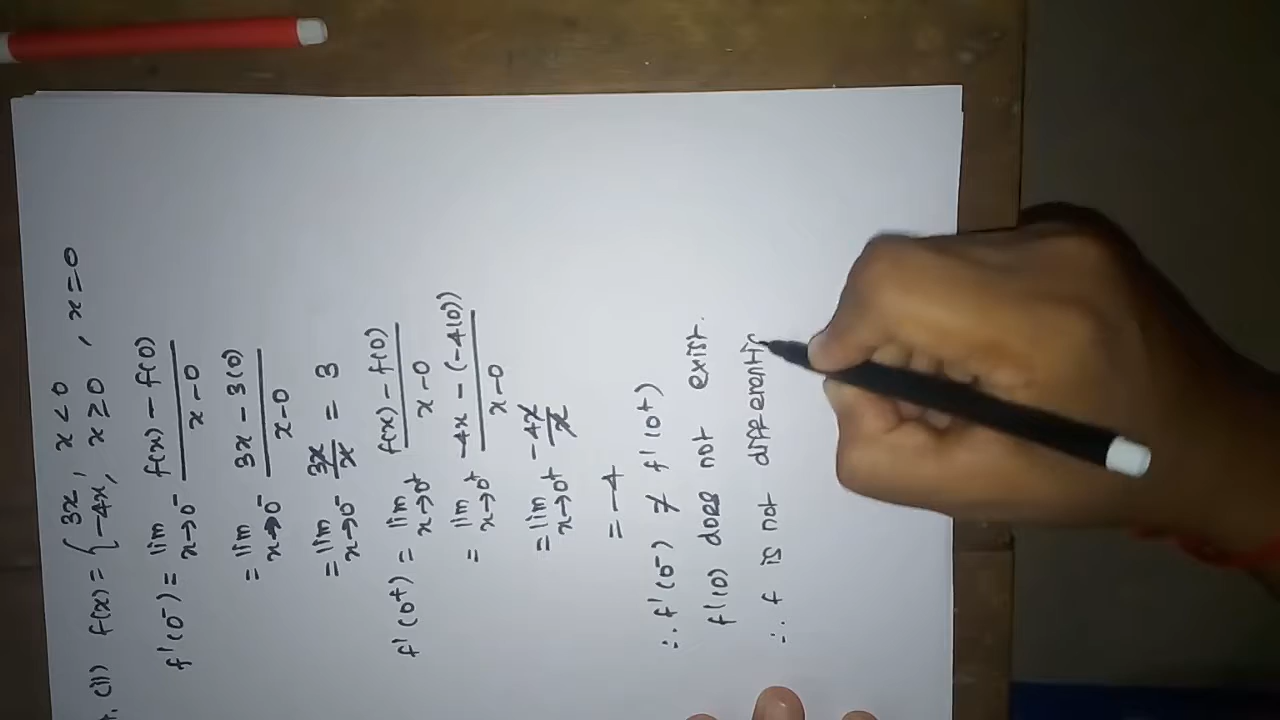 (ii) f(x) = { 3x, x < 0
-4x, x ≥ 0 , x = 0
f'(0⁻) = lim x→0⁻ f(x) - f(0) / x - 0
= lim x→0⁻ 3x - 3(0) / x - 0
= lim x→0⁻ 3x / x = 3
f'(0⁺) = lim x→0⁺ f(x) - f(0) / x - 0
= lim x→0⁺ -4x - (-4(0)) / x - 0
= lim x→0⁺ -4x / x
= -4
∴ f'(0⁻) ≠ f'(0⁺)
f'(0) does not exist.
∴ f is not differentia